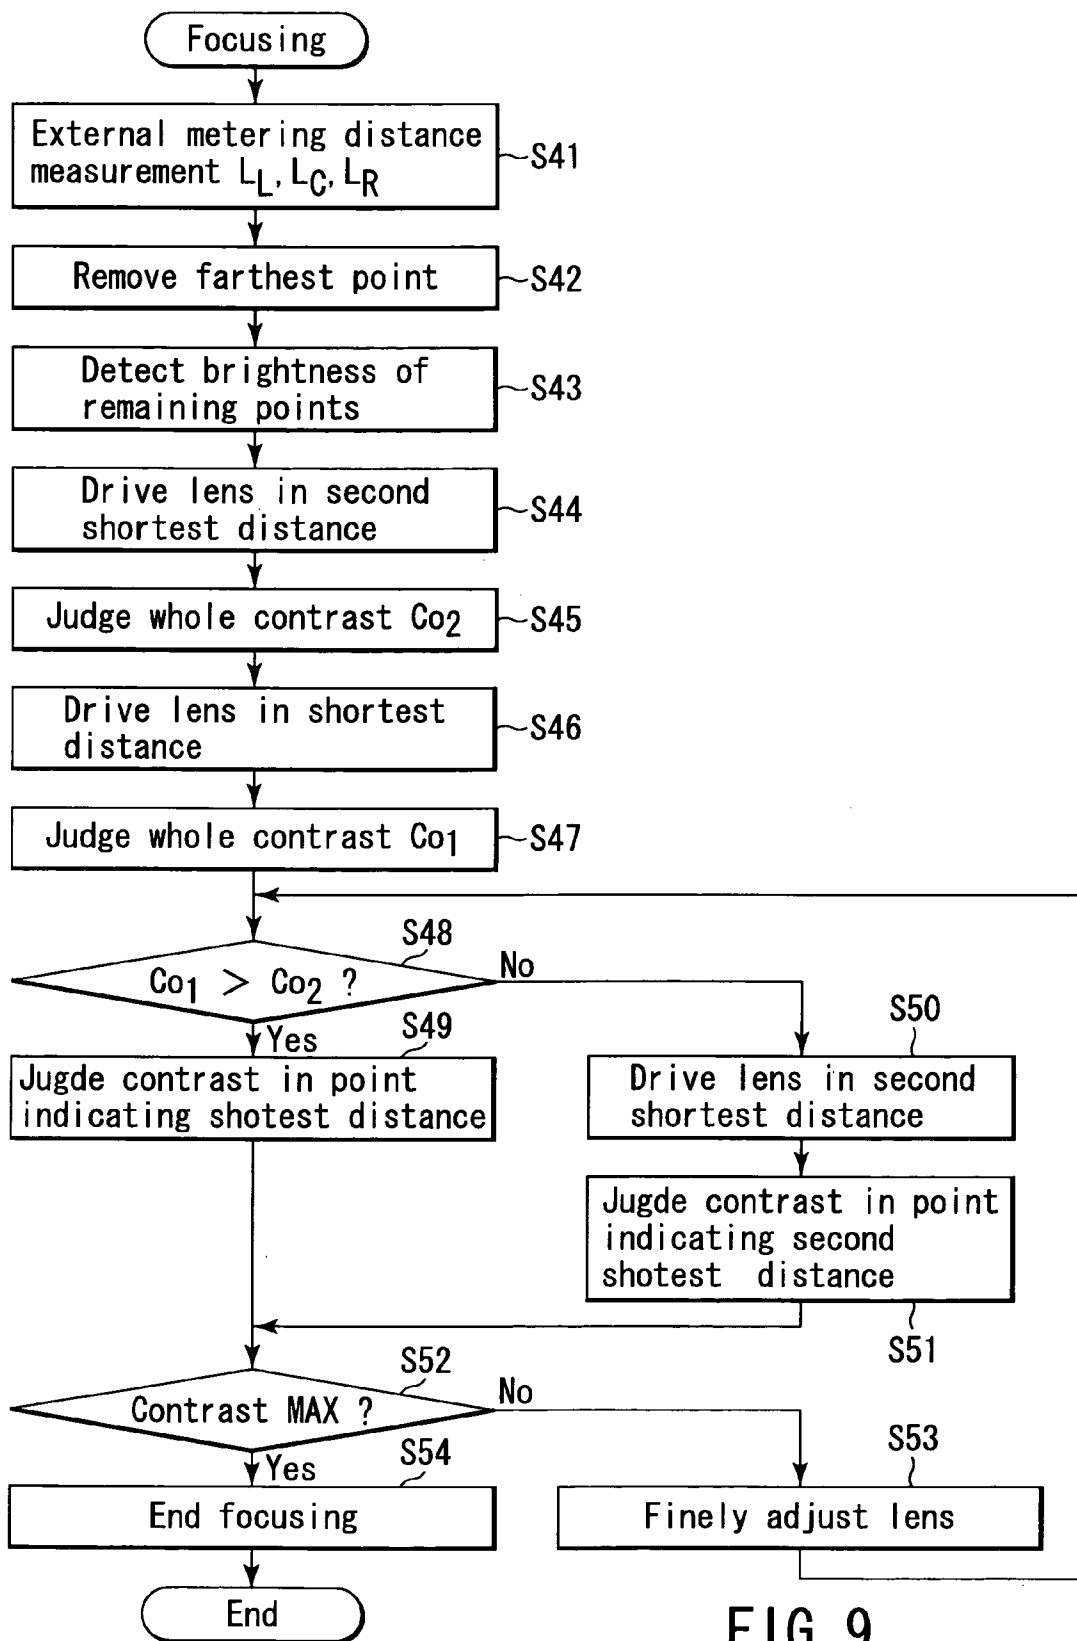 Focusing
External metering distance
measurement LL, LC, LR
S41
Remove farthest point
S42
Detect brightness of
remaining points
S43
Drive lens in second
shortest distance
S44
Judge whole contrast Co2
S45
Drive lens in shortest
distance
S46
Judge whole contrast Co1
S47
S48
Co1 > Co2 ?
No
Yes
S49
Jugde contrast in point
indicating shotest distance
S50
Drive lens in second
shortest distance
Jugde contrast in point
indicating second
shotest distance
S51
S52
Contrast MAX ?
No
Yes
S54
End focusing
S53
Finely adjust lens
End
FIG. 9